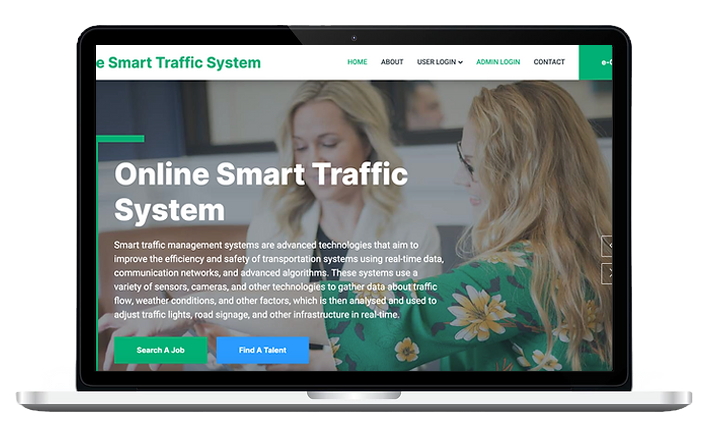 e Smart Traffic System
HOME ABOUT USER LOGIN ADMIN LOGIN CONTACT
Online Smart Traffic
System
Smart traffic management systems are advanced technologies that aim to
improve the efficiency and safety of transportation systems using real-time data,
communication networks, and advanced algorithms. These systems use a
variety of sensors, cameras, and other technologies to gather data about traffic
flow, weather conditions, and other factors, which is then analysed and used to
adjust traffic lights, road signage, and other infrastructure in real-time.
Search A Job Find A Talent